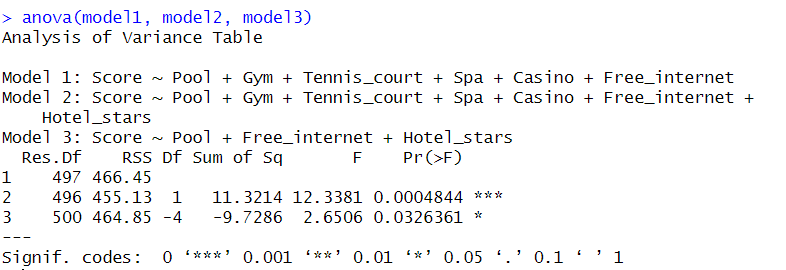 > anova(model1, model2, model3)
Analysis of Variance Table

Model 1: Score ~ Pool + Gym + Tennis_court + Spa + Casino + Free_internet
Model 2: Score ~ Pool + Gym + Tennis_court + Spa + Casino + Free_internet +
    Hotel_stars
Model 3: Score ~ Pool + Free_internet + Hotel_stars
  Res.Df    RSS Df Sum of Sq       F    Pr(>F)
1    497 466.45
2    496 455.13  1   11.3214 12.3381 0.0004844 ***
3    500 464.85 -4   -9.7286  2.6506 0.0326361 *
---
Signif. codes:  0 ‘***’ 0.001 ‘**’ 0.01 ‘*’ 0.05 ‘.’ 0.1 ‘ ’ 1